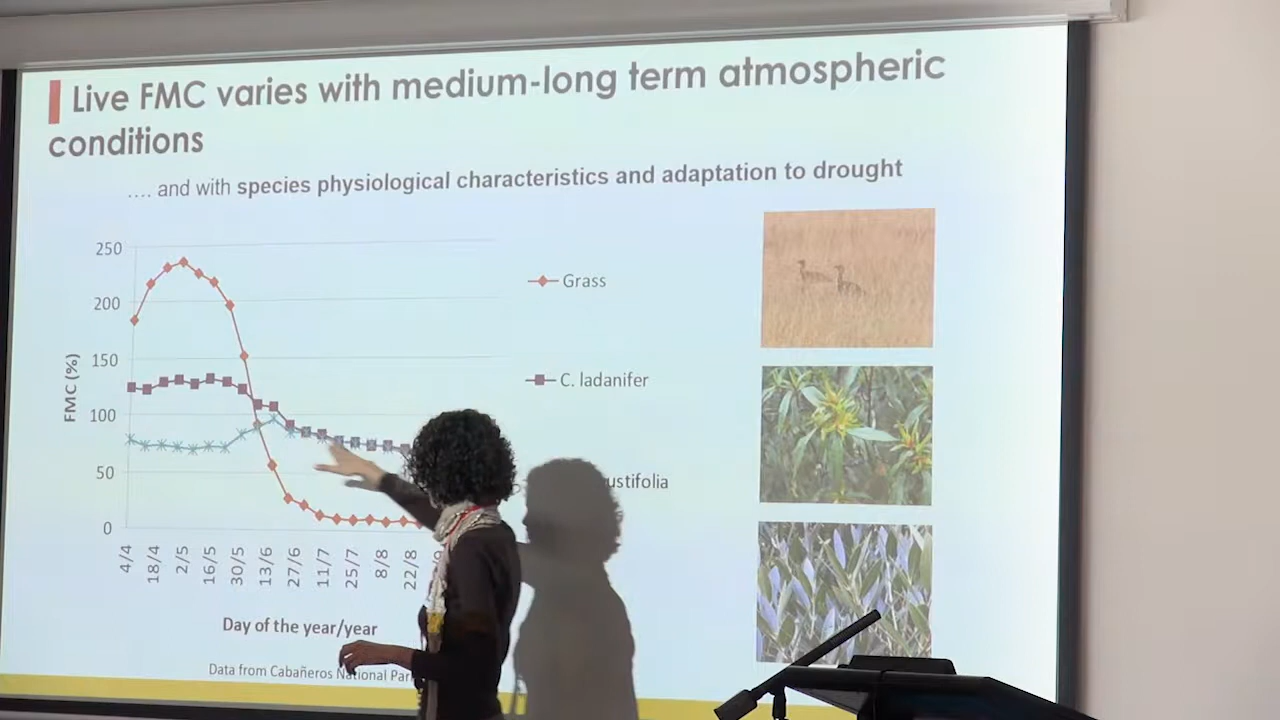 Live FMC varies with medium-long term atmospheric
conditions
.... and with species physiological characteristics and adaptation to drought
250
200
150
100
50
0
FMC (%)
4/4
18/4
2/5
16/5
30/5
13/6
27/6
11/7
25/7
8/8
22/8
Grass
C. ladanifer
ustifolia
Day of the year/year
Data from Cabañeros National Par